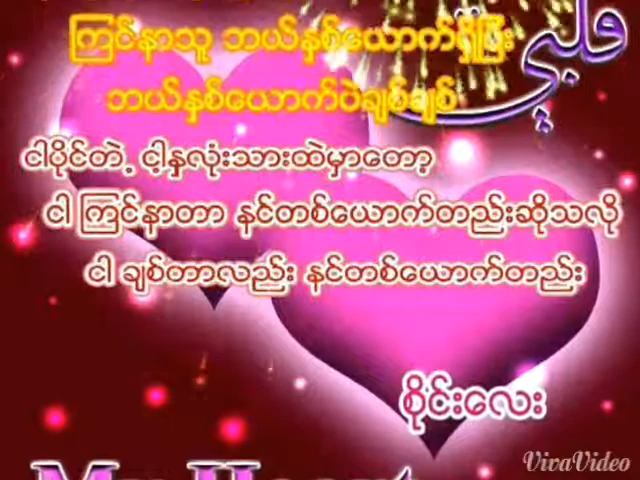 ကြင်နာသူ ဘယ်နှစ်ယောက်ရှိပြီး
قلبي
ဘယ်နှစ်ယောက်ပဲချစ်ချစ်
ငါပိုင်တဲ့ ငါ့နှလုံးသားထဲမှာတော့
ငါ ကြင်နာတာ နင်တစ်ယောက်တည်းဆိုသလို
ငါ ချစ်တာလည်း နင်တစ်ယောက်တည်း
စိုင်းလေး
My Heart
VivaVideo